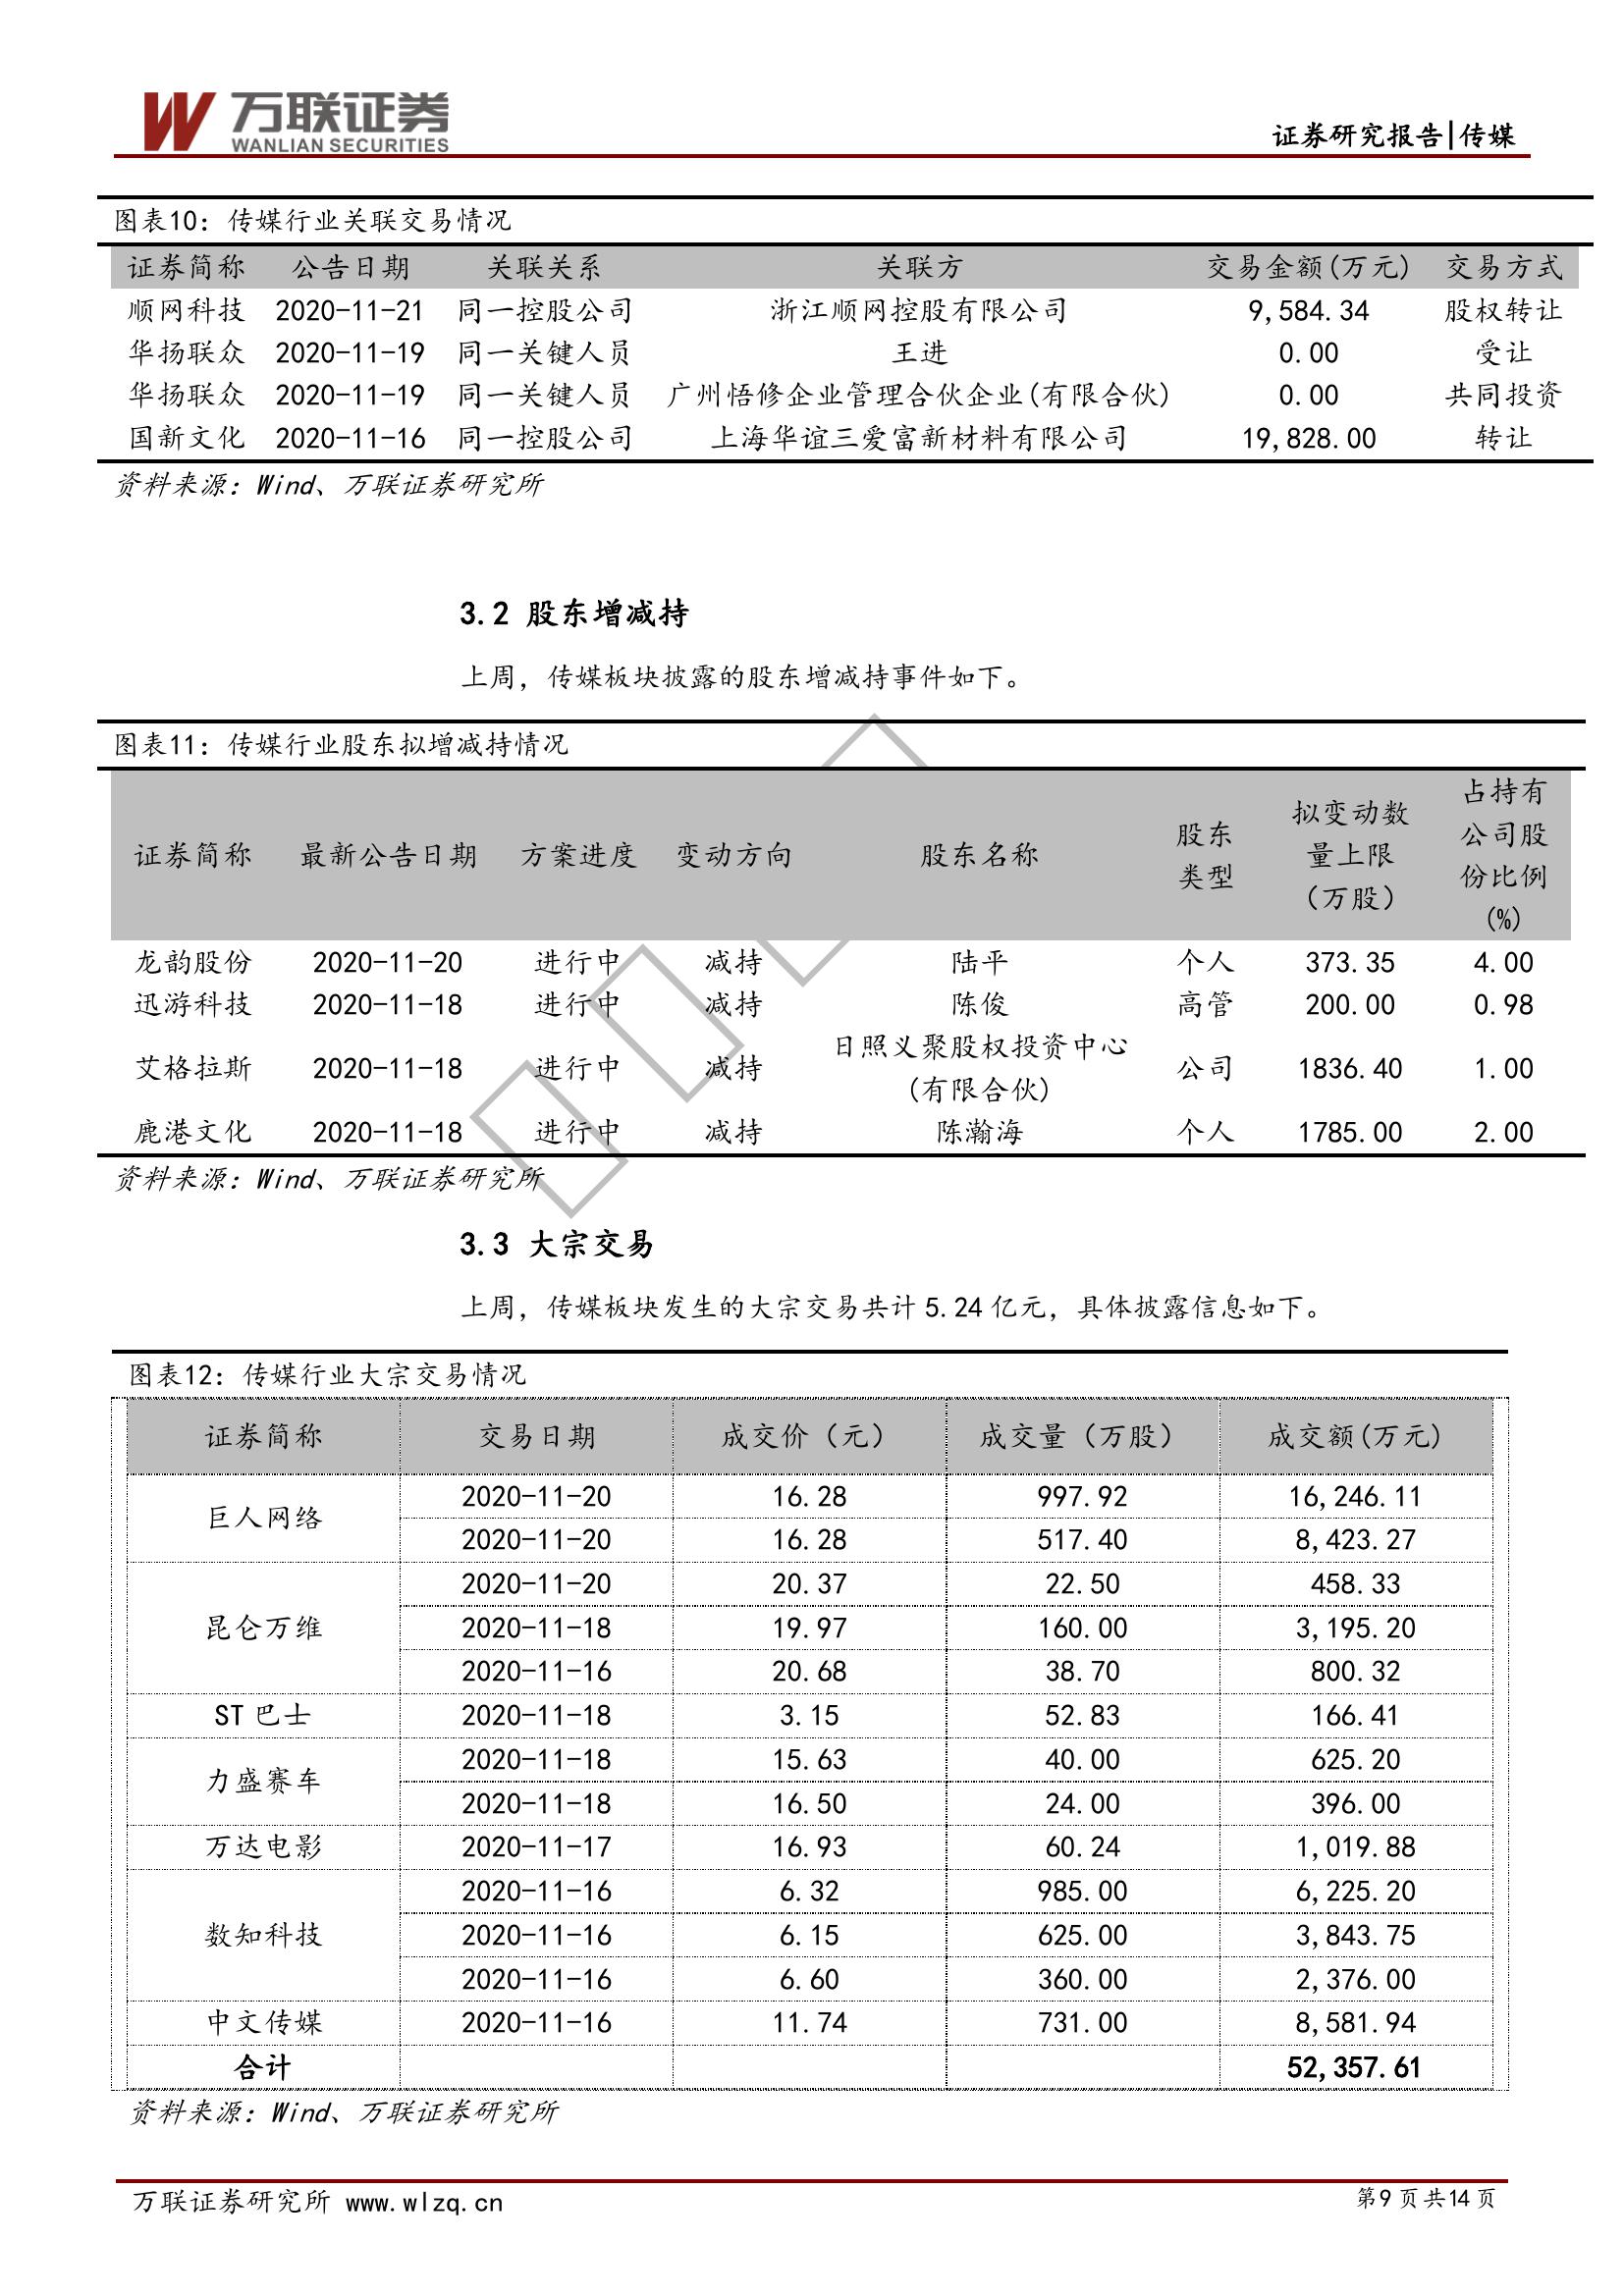 万联证券
WANLIAN SECURITIES
证券研究报告|传媒
图表10：传媒行业关联交易情况
证券简称 公告日期 关联关系 关联方 交易金额(万元) 交易方式
顺网科技 2020-11-21 同一控股公司 浙江顺网控股有限公司 9,584.34 股权转让
华扬联众 2020-11-19 同一关键人员 王进 0.00 受让
华扬联众 2020-11-19 同一关键人员 广州悟修企业管理合伙企业(有限合伙) 0.00 共同投资
国新文化 2020-11-16 同一控股公司 上海华谊三爱富新材料有限公司 19,828.00 转让
资料来源：Wind、万联证券研究所
3.2 股东增减持
上周，传媒板块披露的股东增减持事件如下。
图表11：传媒行业股东拟增减持情况
证券简称 最新公告日期 方案进度 变动方向 股东名称 股东类型 拟变动数量上限（万股） 占持有公司股份比例(%)
龙韵股份 2020-11-20 进行中 减持 陆平 个人 373.35 4.00
迅游科技 2020-11-18 进行中 减持 陈俊 高管 200.00 0.98
艾格拉斯 2020-11-18 进行中 减持 日照义聚股权投资中心(有限合伙) 公司 1836.40 1.00
鹿港文化 2020-11-18 进行中 减持 陈瀚海 个人 1785.00 2.00
资料来源：Wind、万联证券研究所
3.3 大宗交易
上周，传媒板块发生的大宗交易共计 5.24 亿元，具体披露信息如下。
图表12：传媒行业大宗交易情况
证券简称 交易日期 成交价（元） 成交量（万股） 成交额(万元)
巨人网络 2020-11-20 16.28 997.92 16,246.11
2020-11-20 16.28 517.40 8,423.27
昆仑万维 2020-11-20 20.37 22.50 458.33
2020-11-18 19.97 160.00 3,195.20
2020-11-16 20.68 38.70 800.32
ST 巴士 2020-11-18 3.15 52.83 166.41
力盛赛车 2020-11-18 15.63 40.00 625.20
2020-11-18 16.50 24.00 396.00
万达电影 2020-11-17 16.93 60.24 1,019.88
数知科技 2020-11-16 6.32 985.00 6,225.20
2020-11-16 6.15 625.00 3,843.75
2020-11-16 6.60 360.00 2,376.00
中文传媒 2020-11-16 11.74 731.00 8,581.94
合计 52,357.61
资料来源：Wind、万联证券研究所
万联证券研究所 www.wlzq.cn
第9页共14页